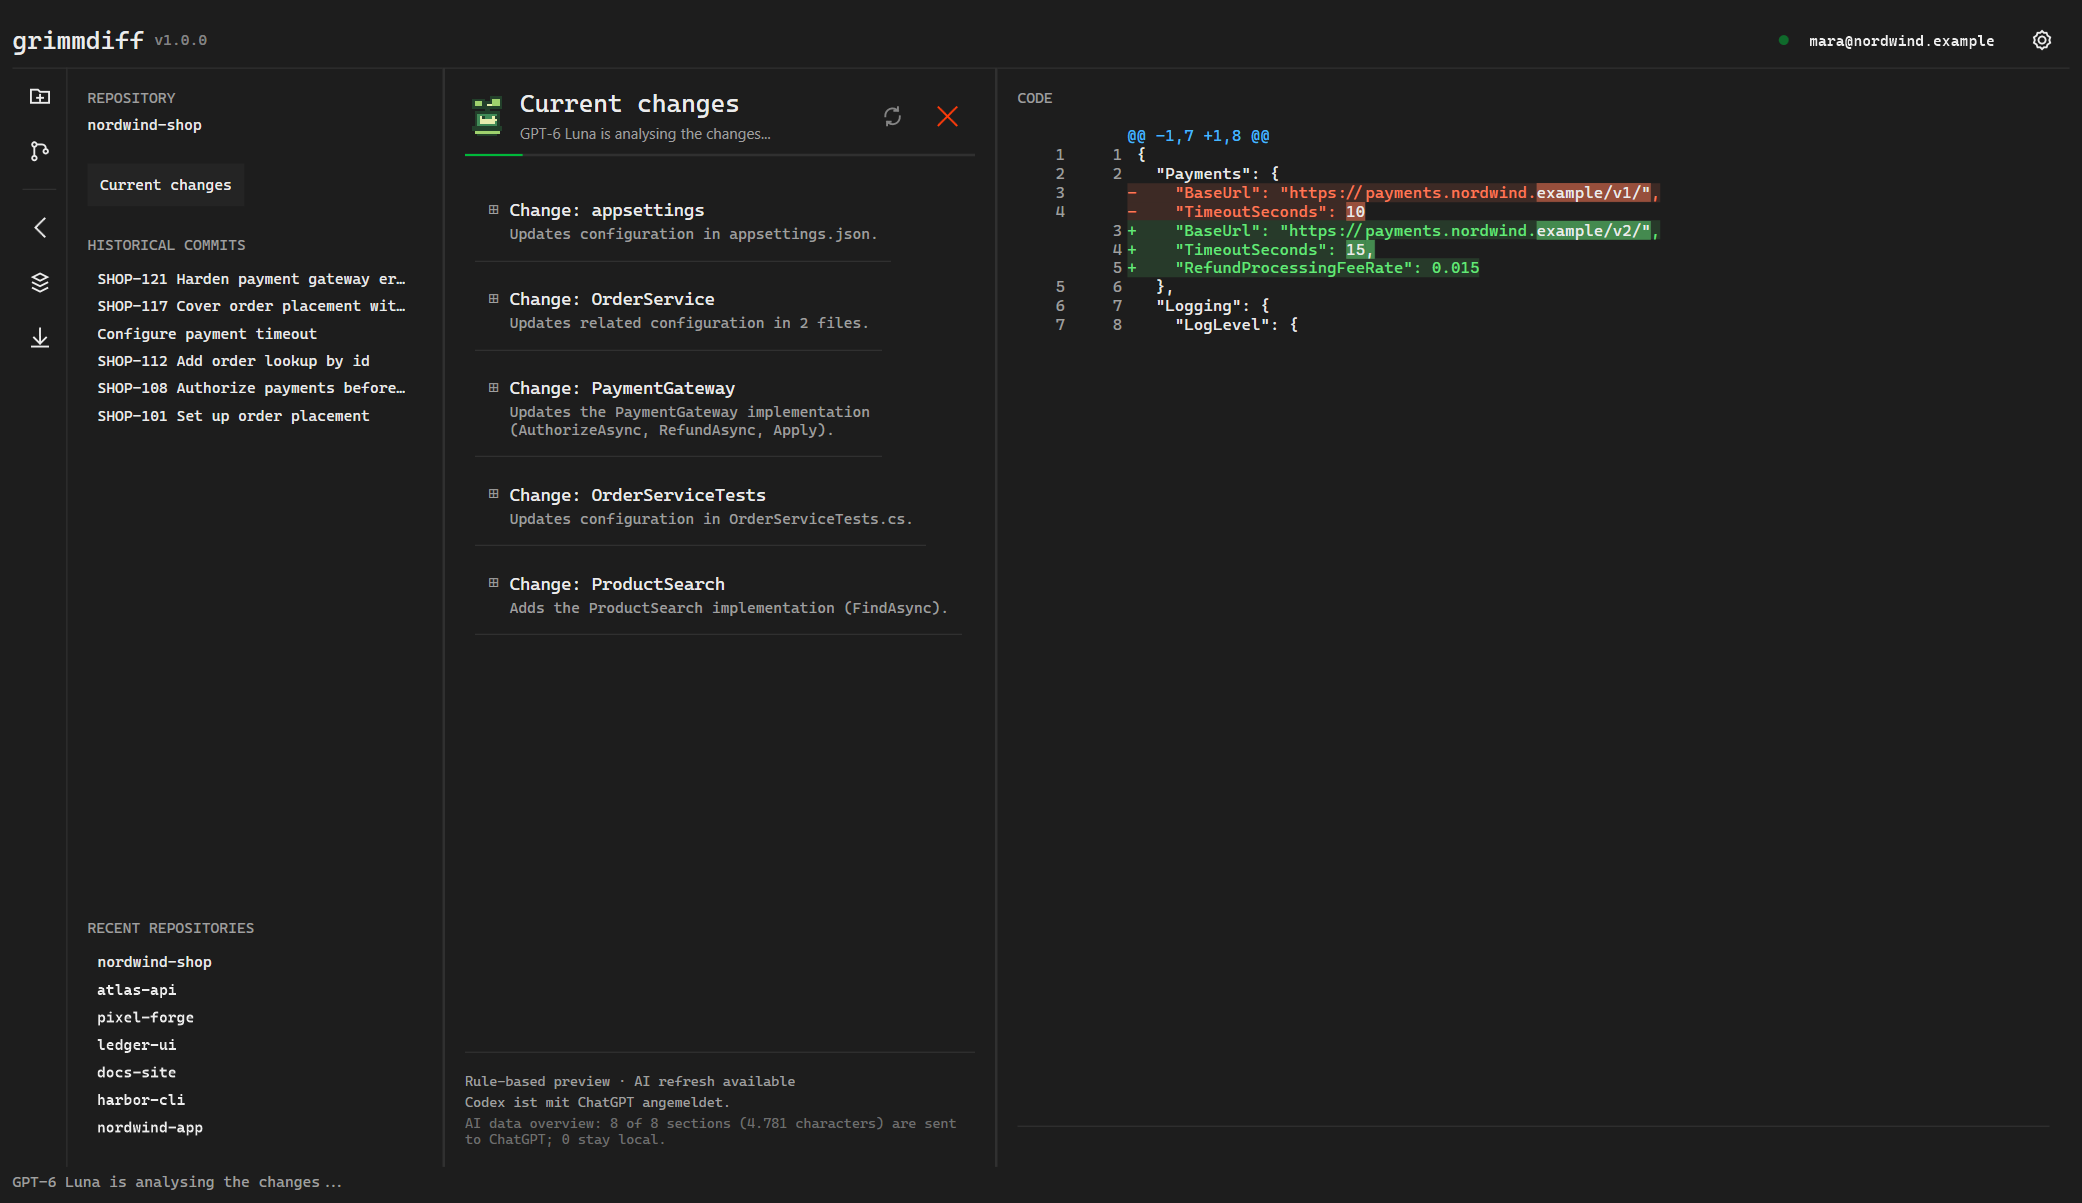 grimmdiff v1.0.0
mara@nordwind.example
REPOSITORY
nordwind-shop
Current changes
HISTORICAL COMMITS
SHOP-121 Harden payment gateway er…
SHOP-117 Cover order placement wit…
Configure payment timeout
SHOP-112 Add order lookup by id
SHOP-108 Authorize payments before…
SHOP-101 Set up order placement
RECENT REPOSITORIES
nordwind-shop
atlas-api
pixel-forge
ledger-ui
docs-site
harbor-cli
nordwind-app
Current changes
GPT-6 Luna is analysing the changes...
Change: appsettings
Updates configuration in appsettings.json.
Change: OrderService
Updates related configuration in 2 files.
Change: PaymentGateway
Updates the PaymentGateway implementation
(AuthorizeAsync, RefundAsync, Apply).
Change: OrderServiceTests
Updates configuration in OrderServiceTests.cs.
Change: ProductSearch
Adds the ProductSearch implementation (FindAsync).
Rule-based preview · AI refresh available
Codex ist mit ChatGPT angemeldet.
AI data overview: 8 of 8 sections (4.781 characters) are sent
to ChatGPT; 0 stay local.
CODE
@@ -1,7 +1,8 @@
1 1 {
2 2 "Payments": {
3 - "BaseUrl": "https://payments.nordwind.example/v1/",
4 - "TimeoutSeconds": 10
3 + "BaseUrl": "https://payments.nordwind.example/v2/",
4 + "TimeoutSeconds": 15,
5 + "RefundProcessingFeeRate": 0.015
5 6 },
6 7 "Logging": {
7 8 "LogLevel": {
GPT-6 Luna is analysing the changes...